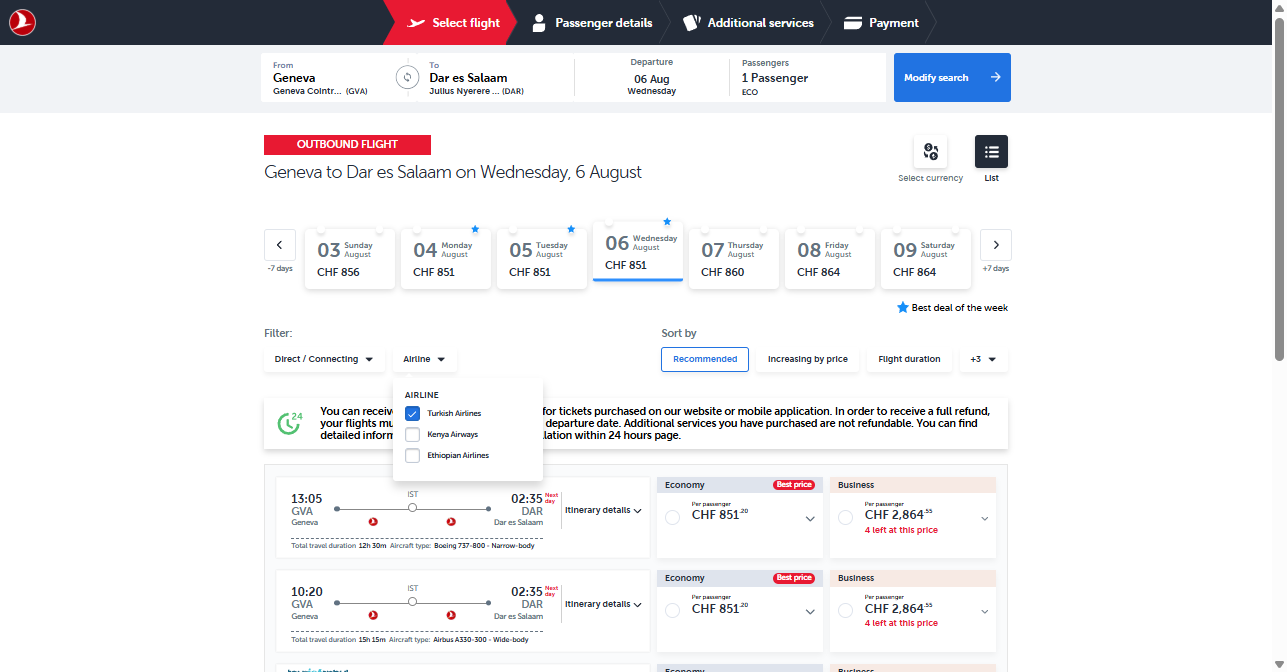 Select flight
Passenger details
Additional services
Payment
From
Geneva
Geneva Cointr... (GVA)
To
Dar es Salaam
Julius Nyerere ... (DAR)
Departure
06 Aug
Wednesday
Passengers
1 Passenger
ECO
Modify search
OUTBOUND FLIGHT
Geneva to Dar es Salaam on Wednesday, 6 August
Select currency
List
-7 days
03 Sunday August
CHF 856
04 Monday August
CHF 851
05 Tuesday August
CHF 851
06 Wednesday August
CHF 851
07 Thursday August
CHF 860
08 Friday August
CHF 864
09 Saturday August
CHF 864
+7 days
Best deal of the week
Filter:
Direct / Connecting
Airline
Sort by
Recommended
Increasing by price
Flight duration
+3
AIRLINE
Turkish Airlines
Kenya Airways
Ethiopian Airlines
24
You can receiv for tickets purchased on our website or mobile application. In order to receive a full refund,
your flights mu departure date. Additional services you have purchased are not refundable. You can find
detailed inform lation within 24 hours page.
13:05
GVA
Geneva
IST
02:35 Next day
DAR
Dar es Salaam
Itinerary details
Total travel duration 12h 30m Aircraft type: Boeing 737-800 - Narrow-body
Economy
Best price
Per passenger
CHF 851.20
Business
Per passenger
CHF 2,864.55
4 left at this price
10:20
GVA
Geneva
IST
02:35 Next day
DAR
Dar es Salaam
Itinerary details
Total travel duration 15h 15m Aircraft type: Airbus A330-300 - Wide-body
Economy
Best price
Per passenger
CHF 851.20
Business
Per passenger
CHF 2,864.55
4 left at this price
Economy
Business